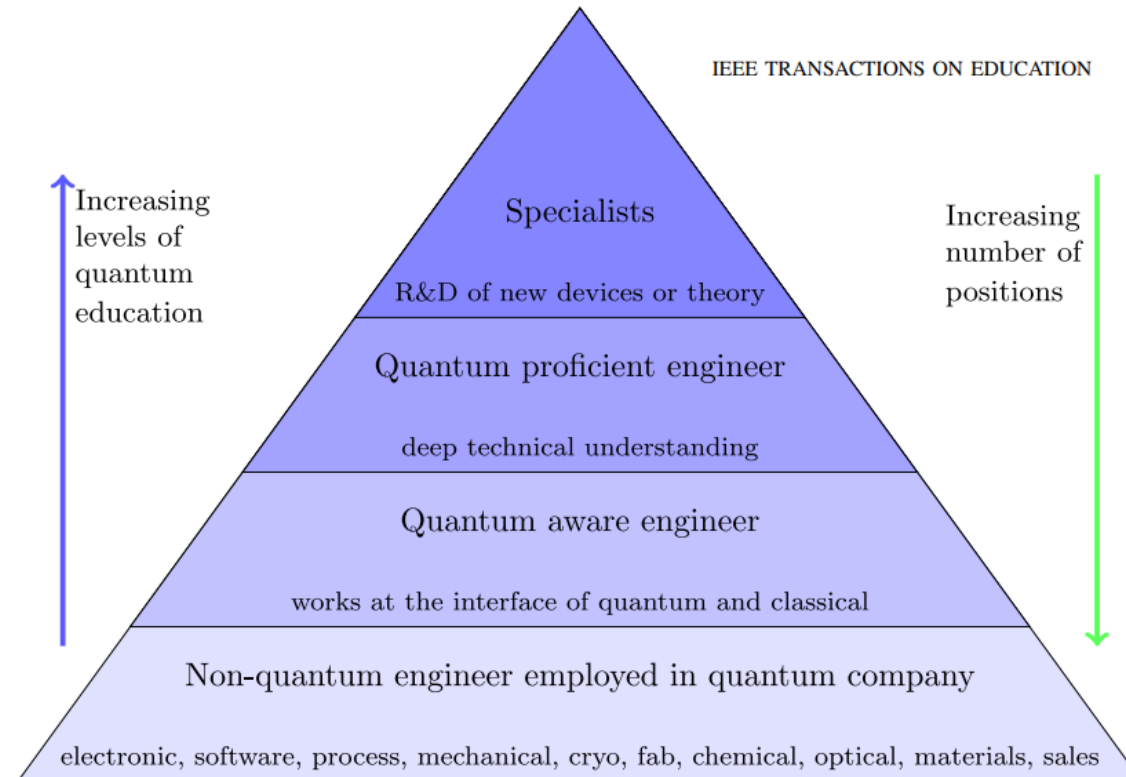 IEEE TRANSACTIONS ON EDUCATION
Increasing
levels of
quantum
education
Increasing
number of
positions
Specialists
R&D of new devices or theory
Quantum proficient engineer
deep technical understanding
Quantum aware engineer
works at the interface of quantum and classical
Non-quantum engineer employed in quantum company
electronic, software, process, mechanical, cryo, fab, chemical, optical, materials, sales